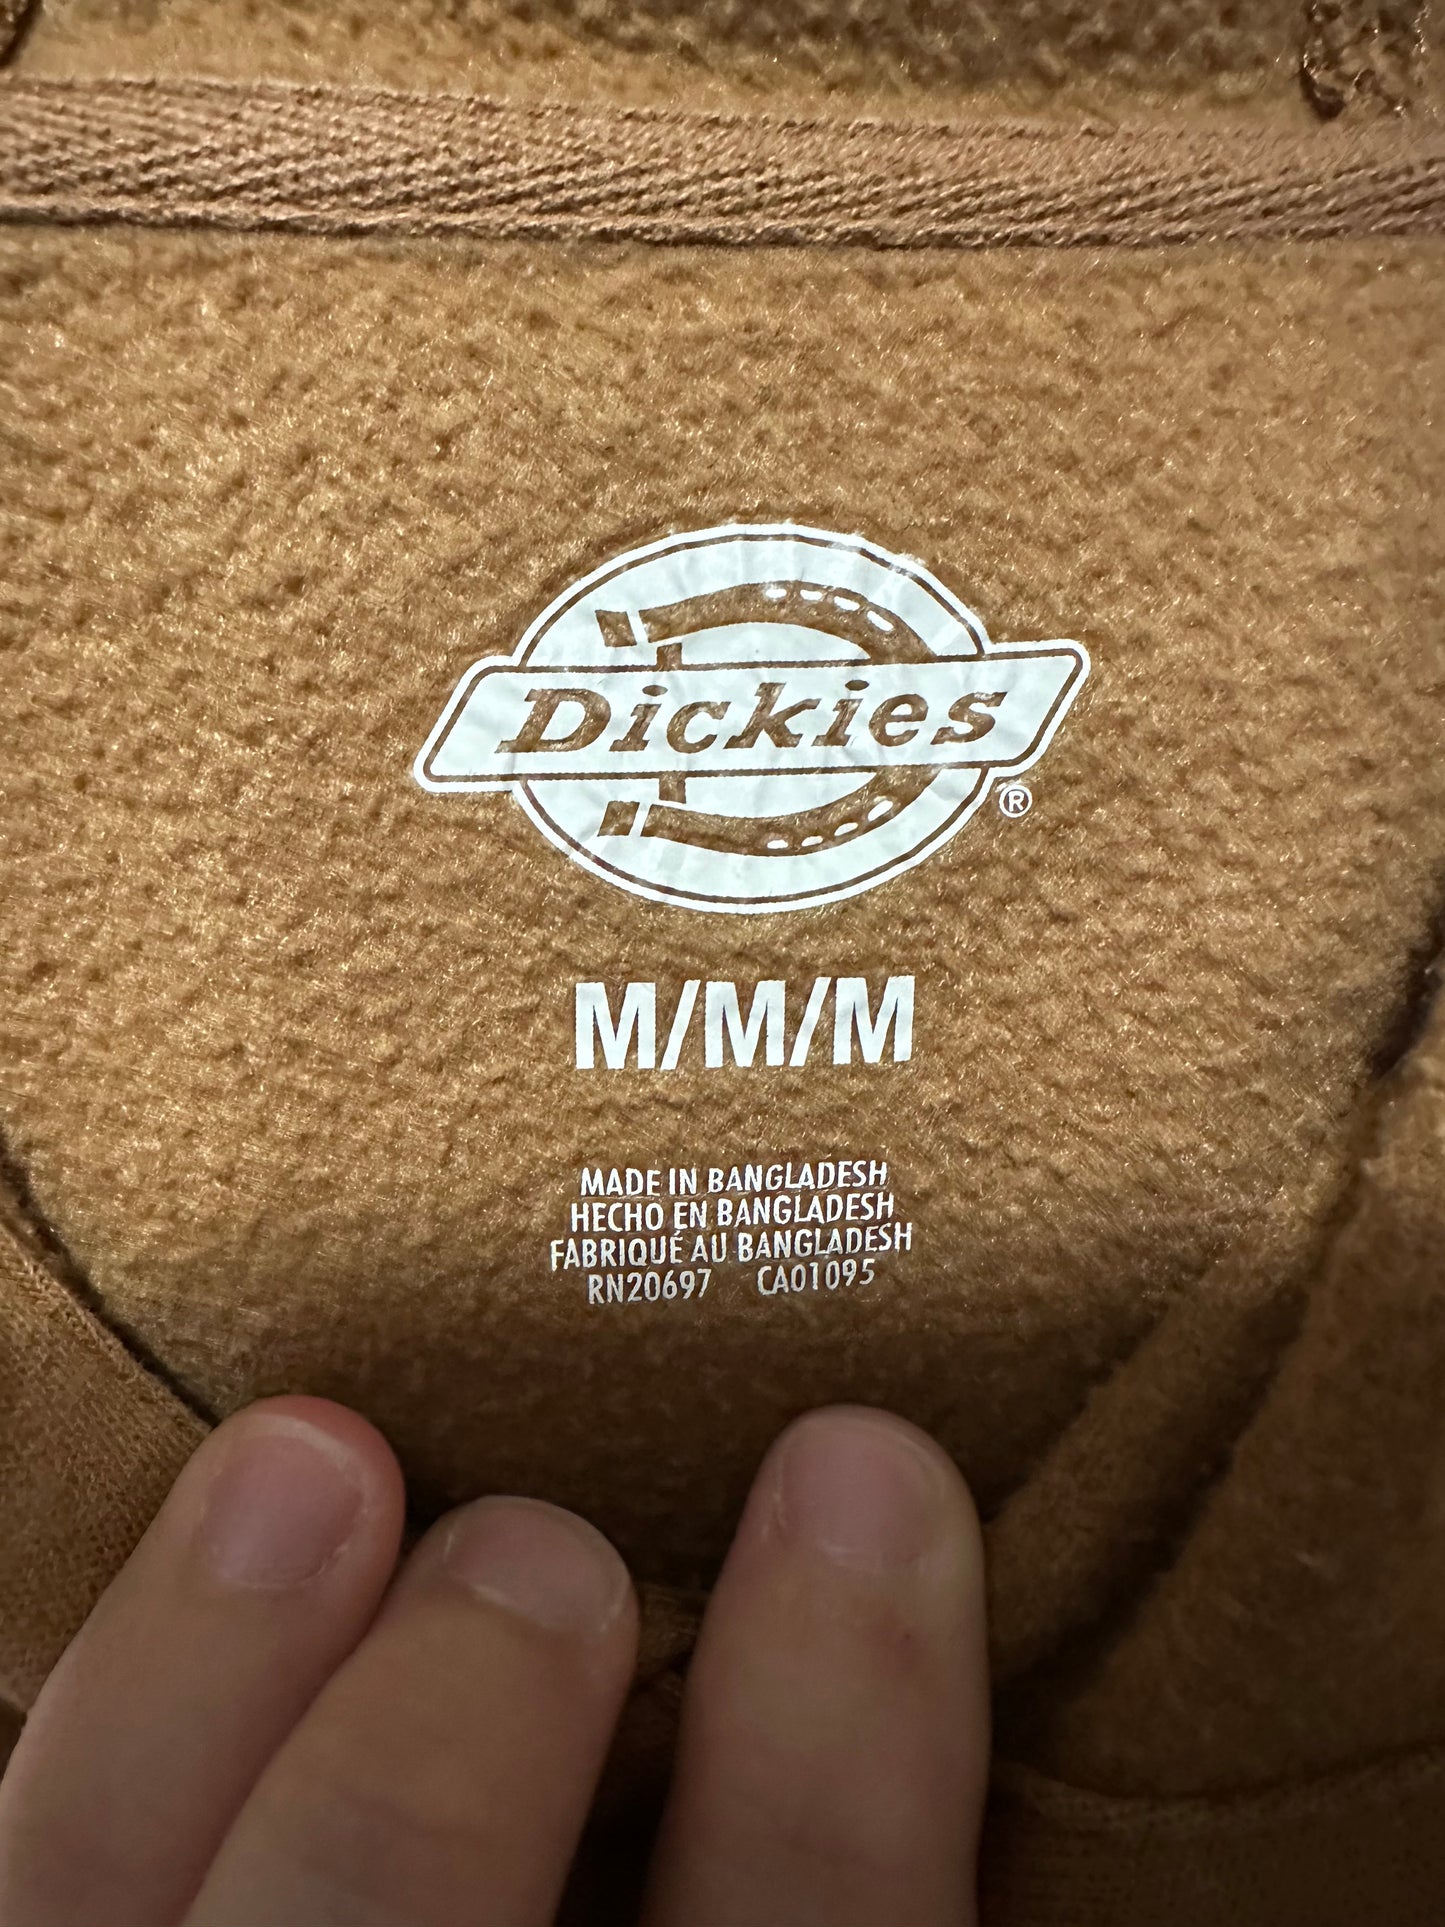 Dickies
®
M/M/M
MADE IN BANGLADESH
HECHO EN BANGLADESH
FABRIQUÉ AU BANGLADESH
RN20697 CA01095